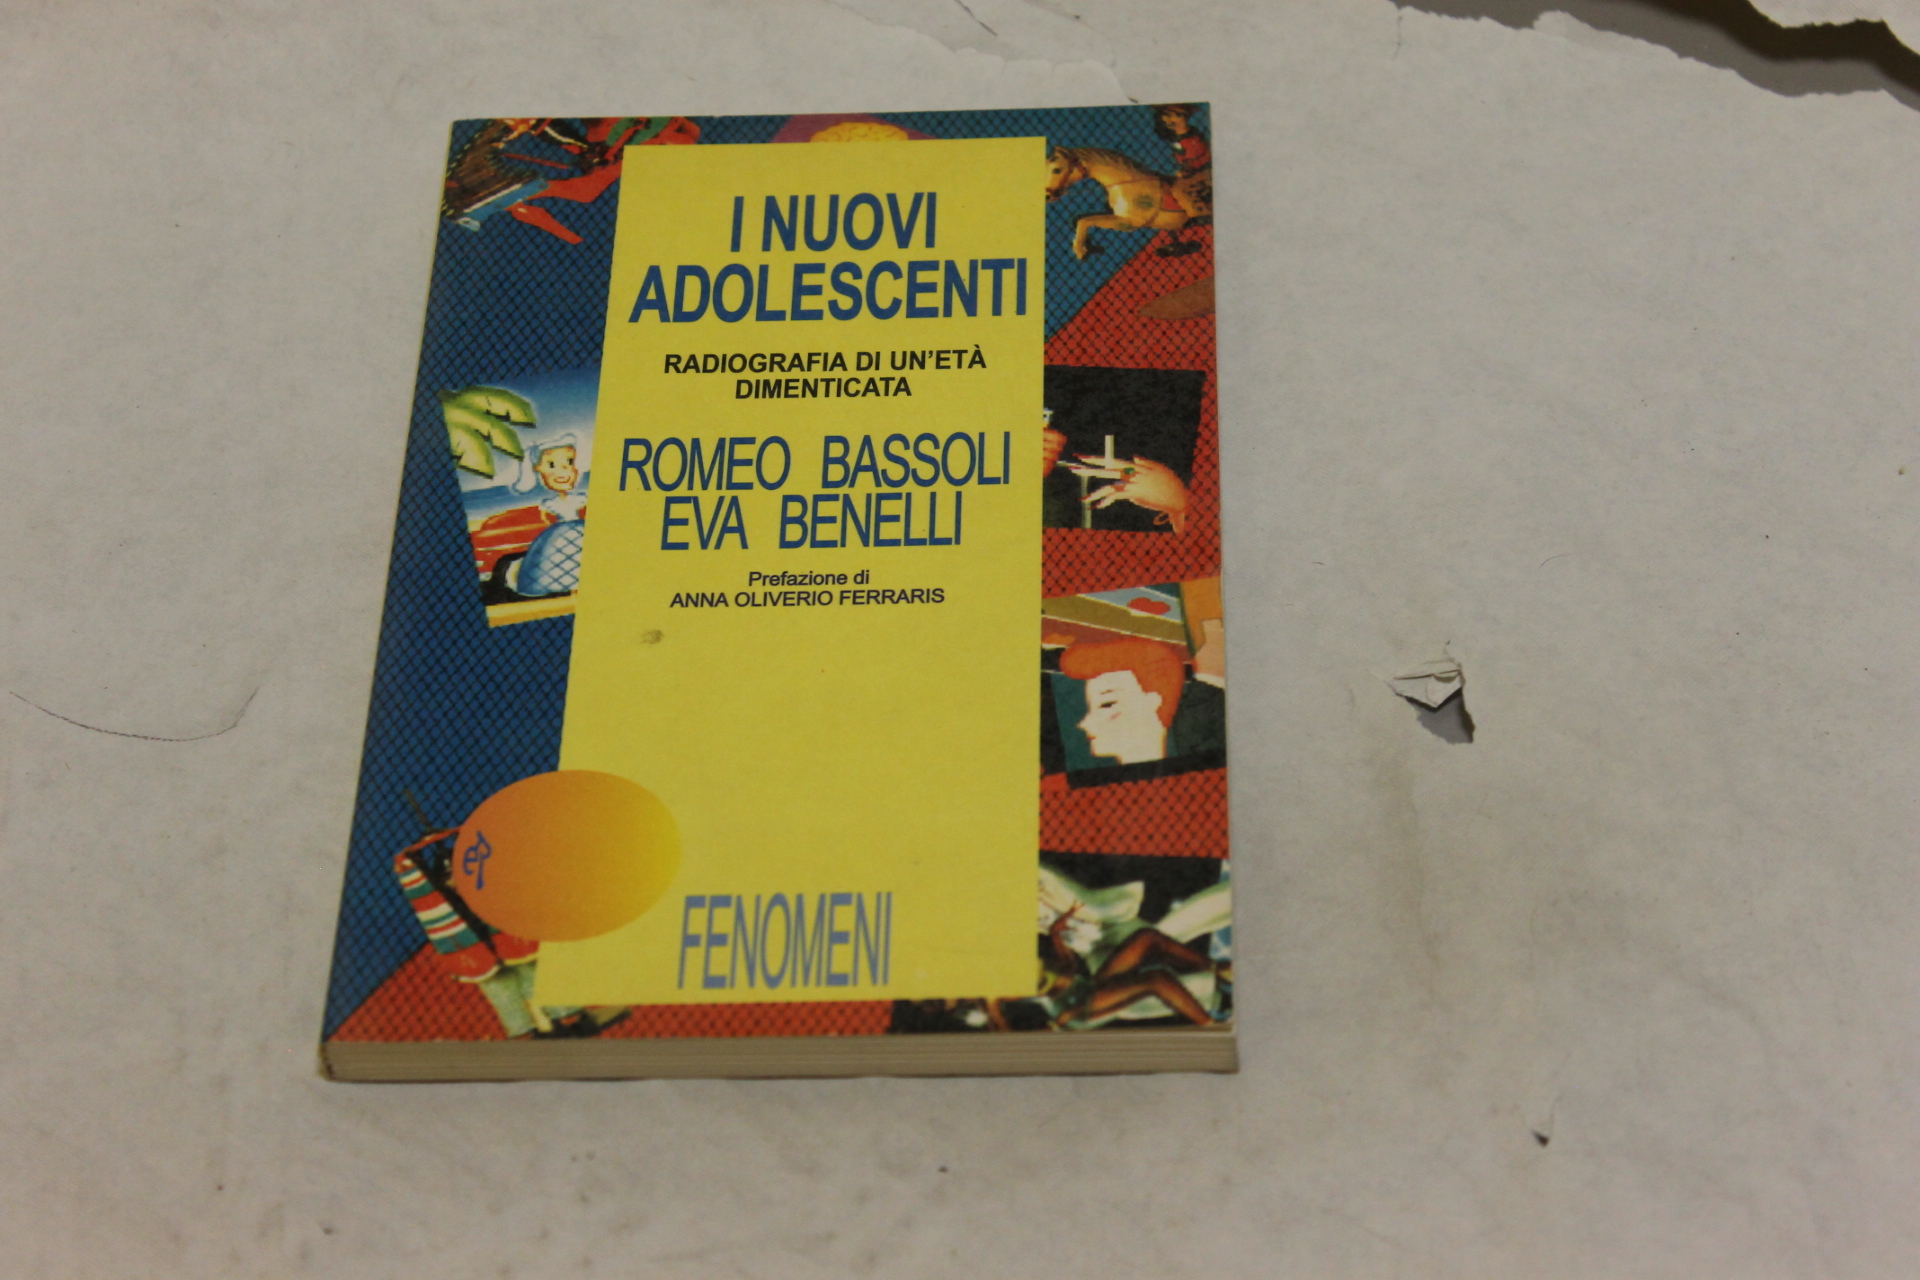 I NUOVI
ADOLESCENTI
RADIOGRAFIA DI UN'ETÀ
DIMENTICATA
ROMEO BASSOLI
EVA BENELLI
Prefazione di
ANNA OLIVERIO FERRARIS
FENOMENI